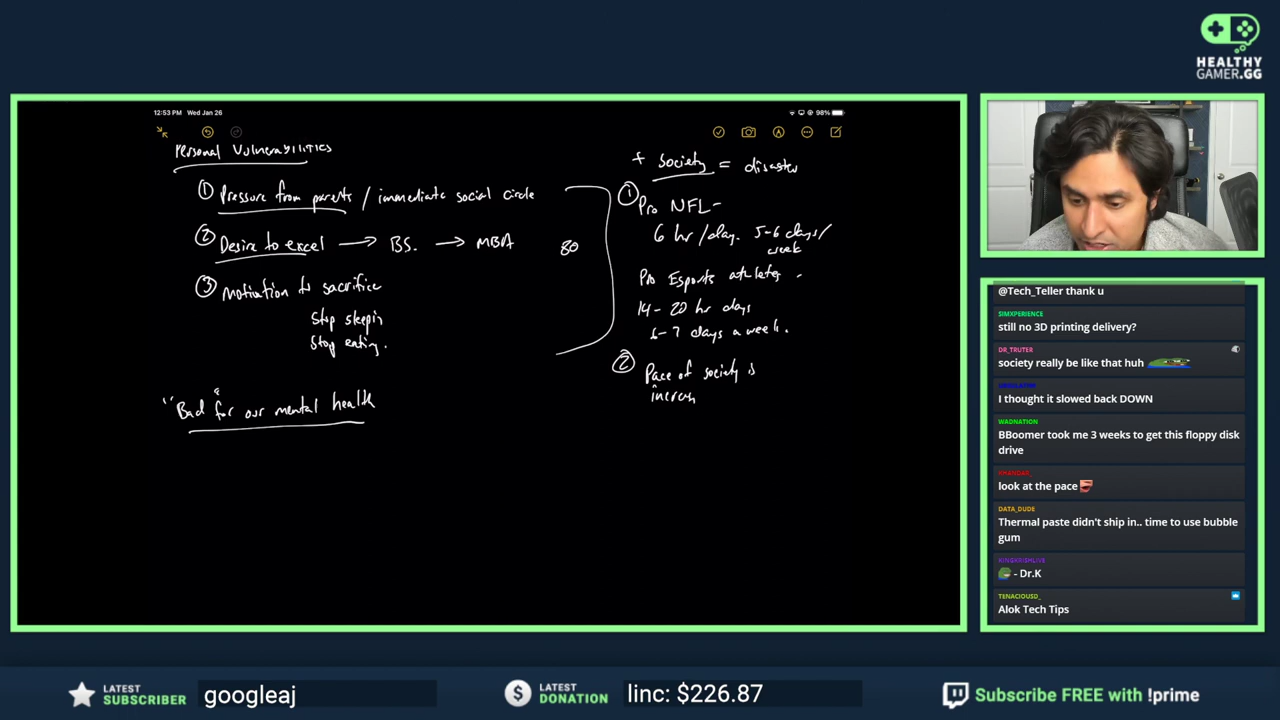 HEALTHY
GAMER.GG
12:53 PM Wed Jan 26
98%
Personal Vulnerabilities
① Pressure from parents / immediate social circle
② Desire to excel → BS. → MBA
80
③ Motivation to sacrifice
Stop sleepin
Stop eating.
"Bad" for our mental health
+ society = disaster
① Pro NFL -
6 hr/day. 5-6 days/
week
Pro Esports athletes -
14 - 20 hr days
6-7 days a week.
② Pace of society is
increas
@Tech_Teller thank u
SIMXPERIENCE
still no 3D printing delivery?
DR_TRUTER
society really be like that huh
I thought it slowed back DOWN
WADNATION
BBoomer took me 3 weeks to get this floppy disk
drive
KHANGAR_
look at the pace
DATA_DUDE
Thermal paste didn't ship in.. time to use bubble
gum
- Dr.K
TENACIOUSD_
Alok Tech Tips
LATEST
SUBSCRIBER
googleaj
LATEST
DONATION
linc: $226.87
Subscribe FREE with !prime